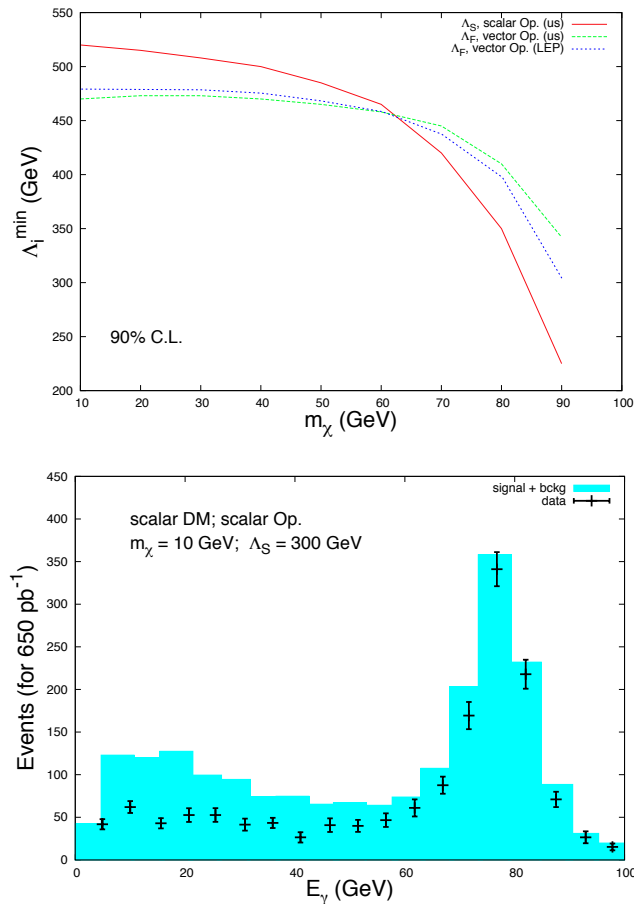 Λ_S, scalar Op. (us)
Λ_F, vector Op. (us)
Λ_F, vector Op. (LEP)
550
500
450
400
350
300
250
200
Λ_i^min (GeV)
90% C.L.
10 20 30 40 50 60 70 80 90 100
m_χ (GeV)
450
400
350
300
250
200
150
100
50
0
Events (for 650 pb⁻¹)
signal + bckg
data
scalar DM; scalar Op.
m_χ = 10 GeV; Λ_S = 300 GeV
0 20 40 60 80 100
E_γ (GeV)